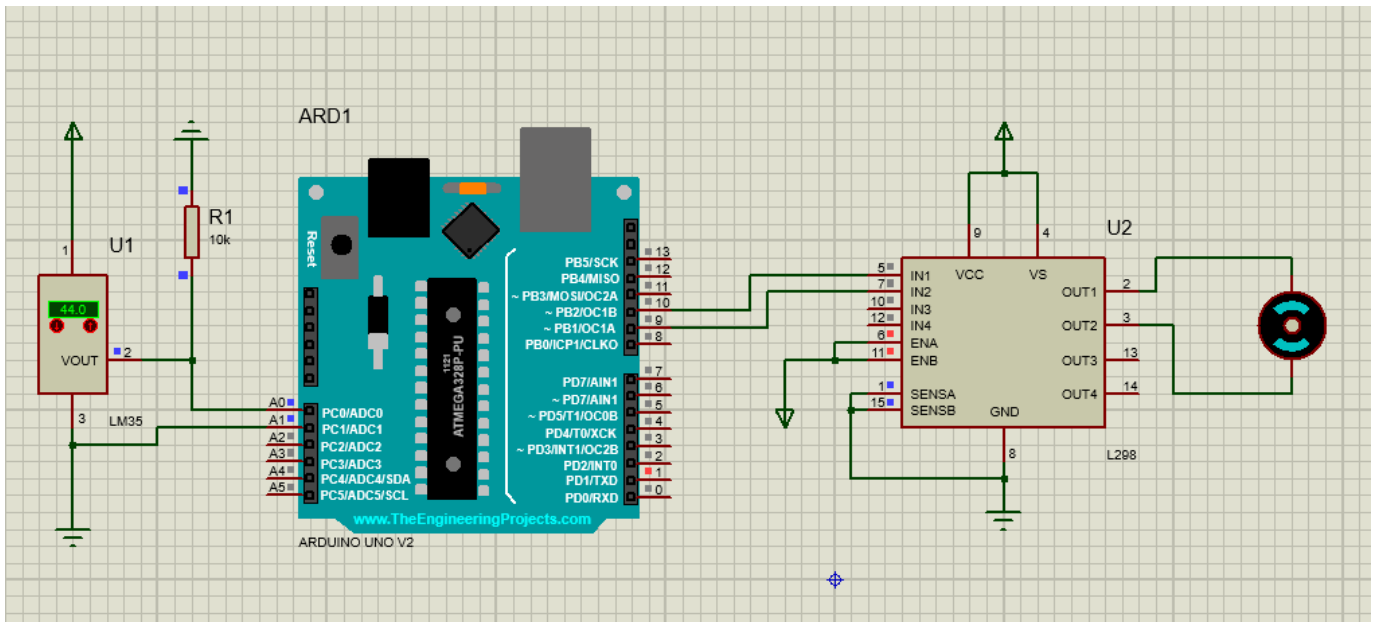 ARD1
U1
1
44.0
VOUT
2
3
LM35
R1
10k
Reset
1121
ATMEGA328P-PU
A0
A1
A2
A3
A4
A5
PC0/ADC0
PC1/ADC1
PC2/ADC2
PC3/ADC3
PC4/ADC4/SDA
PC5/ADC5/SCL
PB5/SCK 13
PB4/MISO 12
~ PB3/MOSI/OC2A 11
~ PB2/OC1B 10
~ PB1/OC1A 9
PB0/ICP1/CLKO 8
PD7/AIN1 7
~ PD7/AIN1 6
~ PD5/T1/OC0B 5
PD4/T0/XCK 4
~ PD3/INT1/OC2B 3
PD2/INT0 2
PD1/TXD 1
PD0/RXD 0
www.TheEngineeringProjects.com
ARDUINO UNO V2
U2
9
4
VCC
VS
5 IN1
7 IN2
10 IN3
12 IN4
6 ENA
11 ENB
1 SENSA
15 SENSB
GND
8
OUT1 2
OUT2 3
OUT3 13
OUT4 14
L298